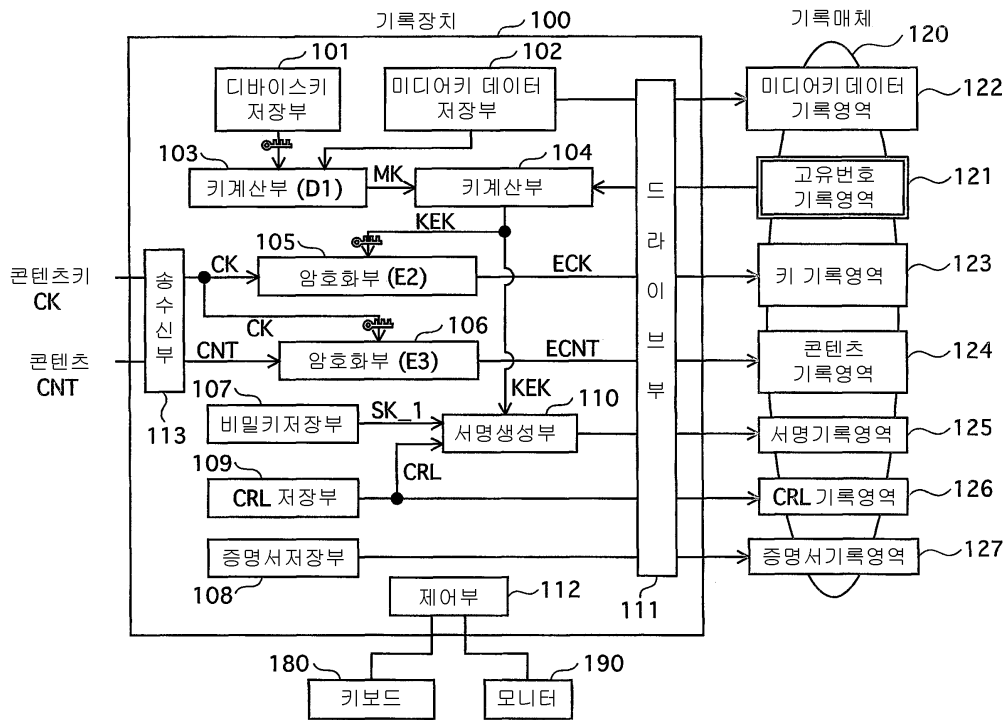 기록장치
100
기록매체
120
101
디바이스키
저장부
102
미디어키 데이터
저장부
미디어키 데이터
기록영역
122
103
키계산부 (D1)
MK
104
키계산부
고유번호
기록영역
121
드라이브부
KEK
콘텐츠키
CK
송수신부
CK
105
암호화부 (E2)
ECK
키 기록영역
123
CK
106
콘텐츠
CNT
CNT
암호화부 (E3)
ECNT
콘텐츠
기록영역
124
113
107
비밀키저장부
SK_1
KEK
110
서명생성부
서명기록영역
125
109
CRL 저장부
CRL
CRL 기록영역
126
증명서저장부
108
증명서기록영역
127
제어부
112
111
180
키보드
190
모니터